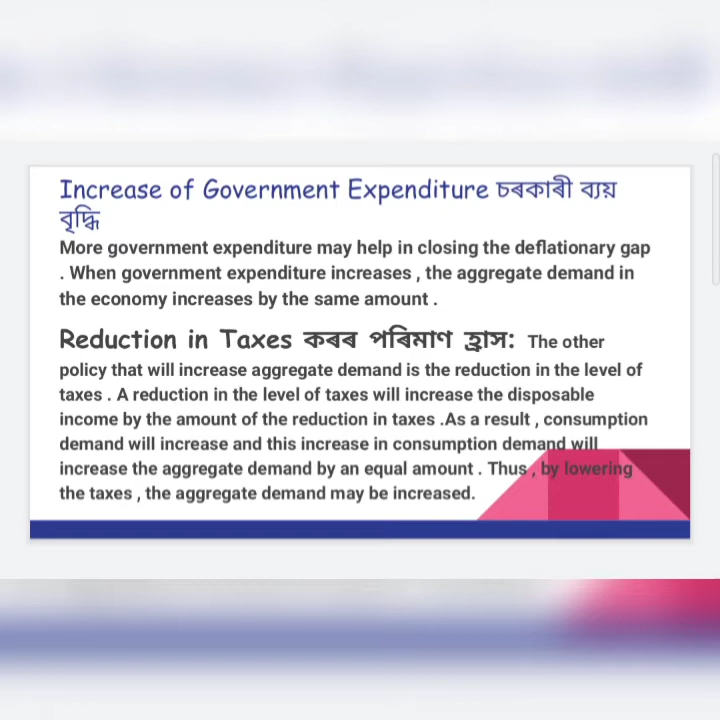 Increase of Government Expenditure চৰকাৰী ব্যয়
বৃদ্ধি
More government expenditure may help in closing the deflationary gap
. When government expenditure increases , the aggregate demand in
the economy increases by the same amount .
Reduction in Taxes কৰৰ পৰিমাণ হ্ৰাস: The other
policy that will increase aggregate demand is the reduction in the level of
taxes . A reduction in the level of taxes will increase the disposable
income by the amount of the reduction in taxes .As a result , consumption
demand will increase and this increase in consumption demand will
increase the aggregate demand by an equal amount . Thus , by lowering
the taxes , the aggregate demand may be increased.